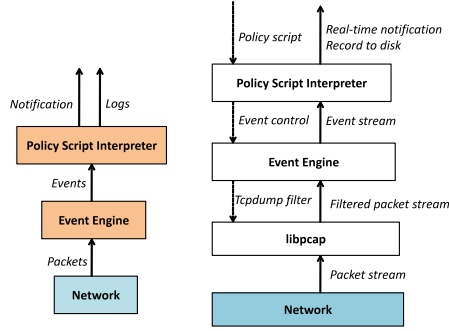 Notification
Logs
Policy Script Interpreter
Events
Event Engine
Packets
Network
Policy script
Real-time notification
Record to disk
Policy Script Interpreter
Event control
Event stream
Event Engine
Tcpdump filter
Filtered packet stream
libpcap
Packet stream
Network